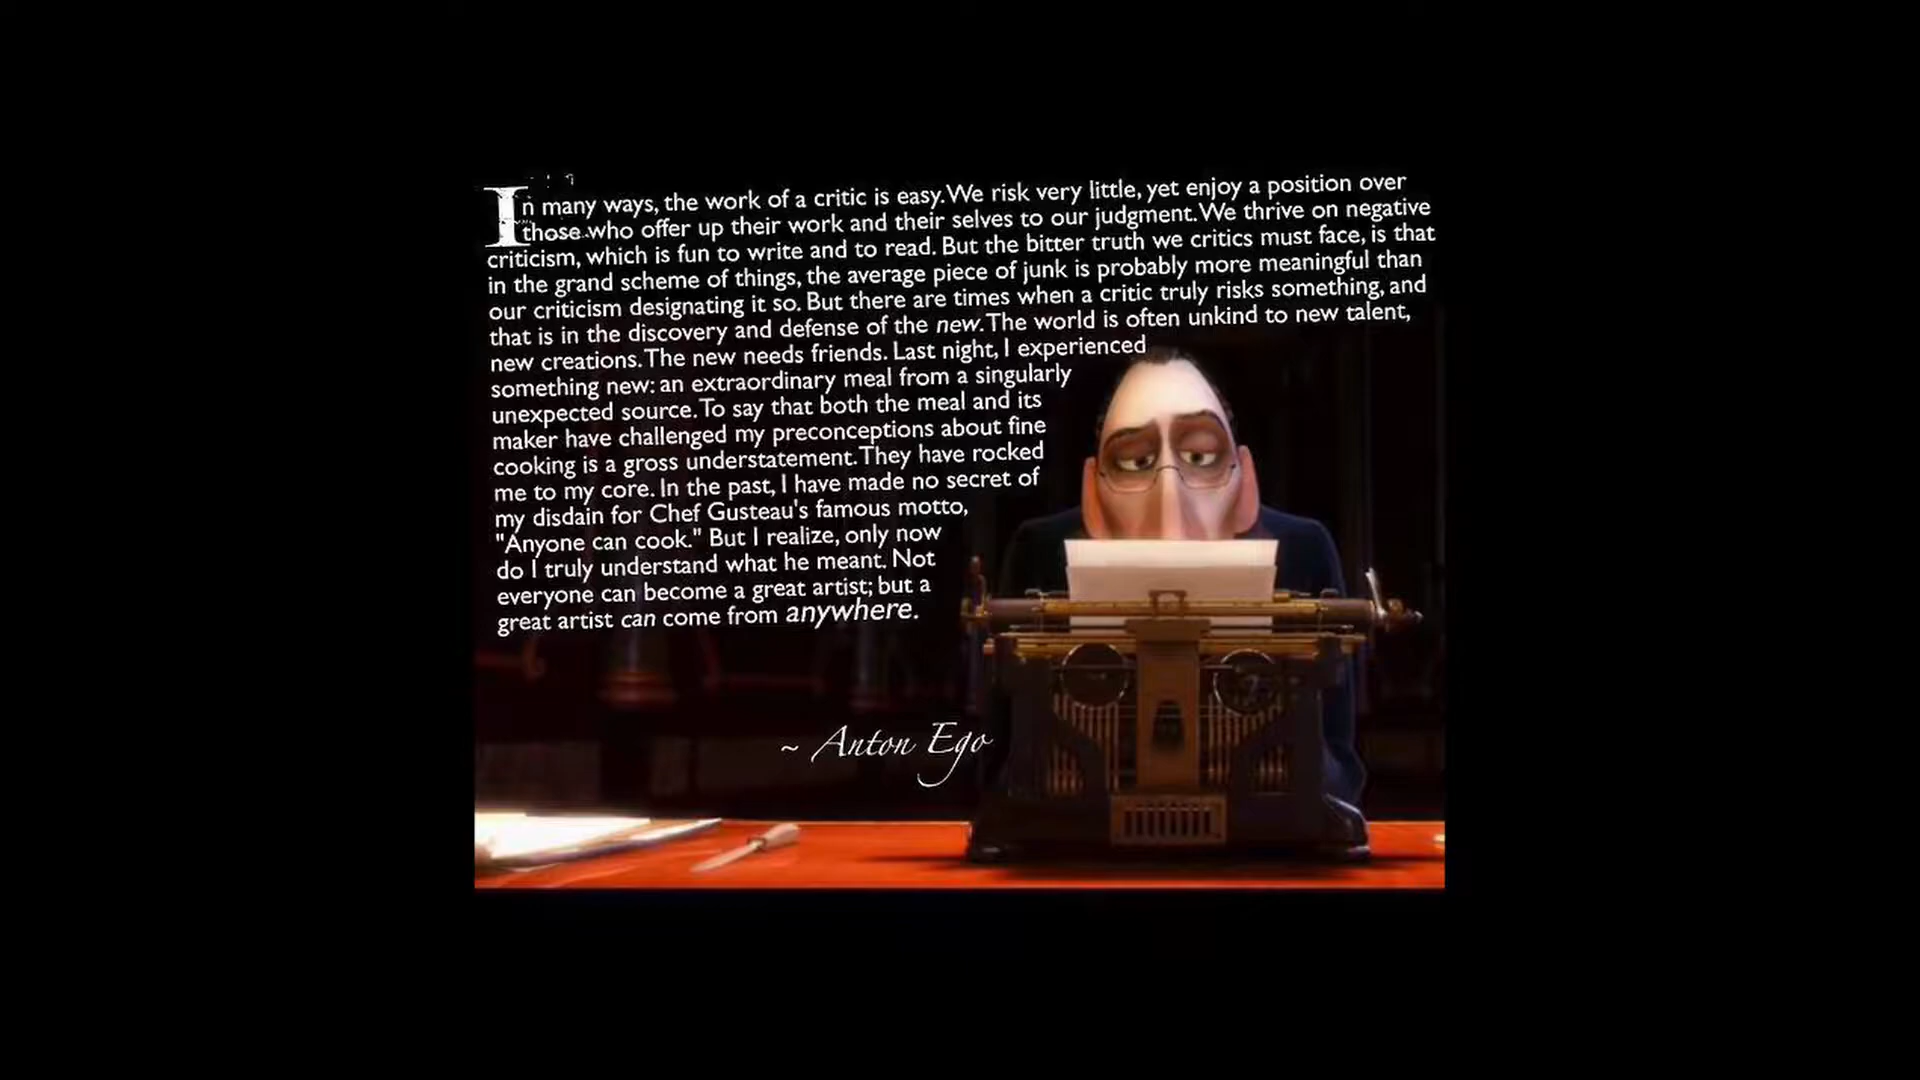 In many ways, the work of a critic is easy. We risk very little, yet enjoy a position over
those who offer up their work and their selves to our judgment. We thrive on negative
criticism, which is fun to write and to read. But the bitter truth we critics must face, is that
in the grand scheme of things, the average piece of junk is probably more meaningful than
our criticism designating it so. But there are times when a critic truly risks something, and
that is in the discovery and defense of the new. The world is often unkind to new talent,
new creations. The new needs friends. Last night, I experienced
something new: an extraordinary meal from a singularly
unexpected source. To say that both the meal and its
maker have challenged my preconceptions about fine
cooking is a gross understatement. They have rocked
me to my core. In the past, I have made no secret of
my disdain for Chef Gusteau's famous motto,
"Anyone can cook." But I realize, only now
do I truly understand what he meant. Not
everyone can become a great artist; but a
great artist can come from anywhere.
~ Anton Ego